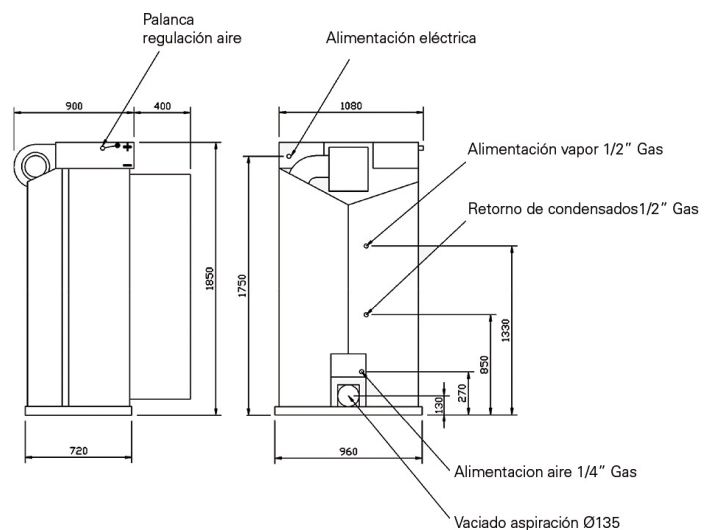 Palanca
regulación aire
Alimentación eléctrica
900
400
1080
+
−
Alimentación vapor 1/2” Gas
Retorno de condensados1/2” Gas
1850
1750
1330
850
270
130
720
960
Alimentacion aire 1/4” Gas
Vaciado aspiración Ø135